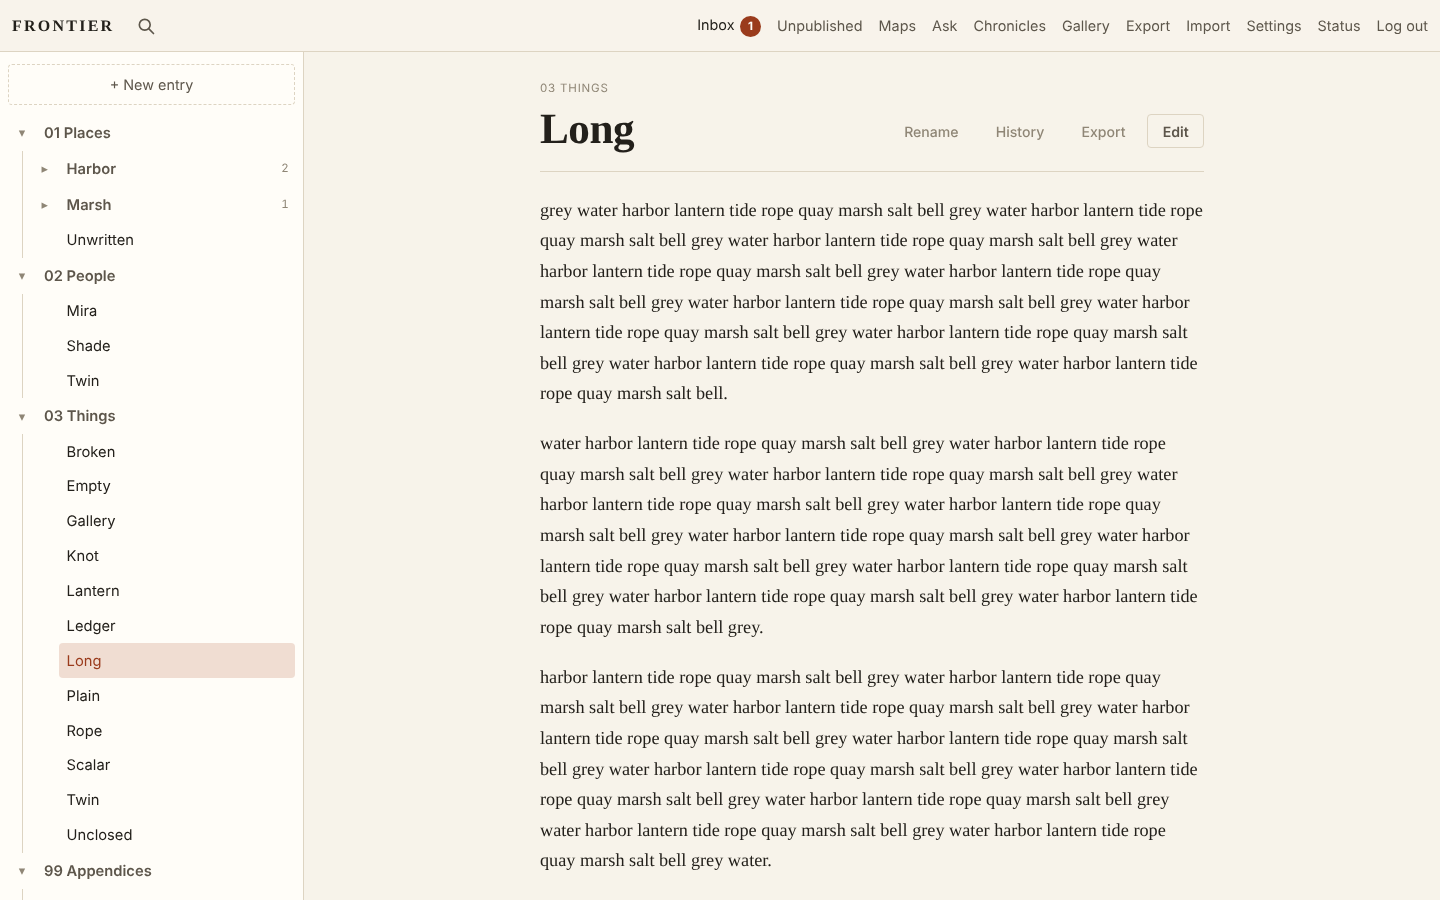 FRONTIER
Inbox 1 Unpublished Maps Ask Chronicles Gallery Export Import Settings Status Log out
+ New entry
01 Places
Harbor 2
Marsh 1
Unwritten
02 People
Mira
Shade
Twin
03 Things
Broken
Empty
Gallery
Knot
Lantern
Ledger
Long
Plain
Rope
Scalar
Twin
Unclosed
99 Appendices
03 THINGS
Long
Rename History Export Edit
grey water harbor lantern tide rope quay marsh salt bell grey water harbor lantern tide rope
quay marsh salt bell grey water harbor lantern tide rope quay marsh salt bell grey water
harbor lantern tide rope quay marsh salt bell grey water harbor lantern tide rope quay
marsh salt bell grey water harbor lantern tide rope quay marsh salt bell grey water harbor
lantern tide rope quay marsh salt bell grey water harbor lantern tide rope quay marsh salt
bell grey water harbor lantern tide rope quay marsh salt bell grey water harbor lantern tide
rope quay marsh salt bell.
water harbor lantern tide rope quay marsh salt bell grey water harbor lantern tide rope
quay marsh salt bell grey water harbor lantern tide rope quay marsh salt bell grey water
harbor lantern tide rope quay marsh salt bell grey water harbor lantern tide rope quay
marsh salt bell grey water harbor lantern tide rope quay marsh salt bell grey water harbor
lantern tide rope quay marsh salt bell grey water harbor lantern tide rope quay marsh salt
bell grey water harbor lantern tide rope quay marsh salt bell grey water harbor lantern tide
rope quay marsh salt bell grey.
harbor lantern tide rope quay marsh salt bell grey water harbor lantern tide rope quay
marsh salt bell grey water harbor lantern tide rope quay marsh salt bell grey water harbor
lantern tide rope quay marsh salt bell grey water harbor lantern tide rope quay marsh salt
bell grey water harbor lantern tide rope quay marsh salt bell grey water harbor lantern tide
rope quay marsh salt bell grey water harbor lantern tide rope quay marsh salt bell grey
water harbor lantern tide rope quay marsh salt bell grey water harbor lantern tide rope
quay marsh salt bell grey water.